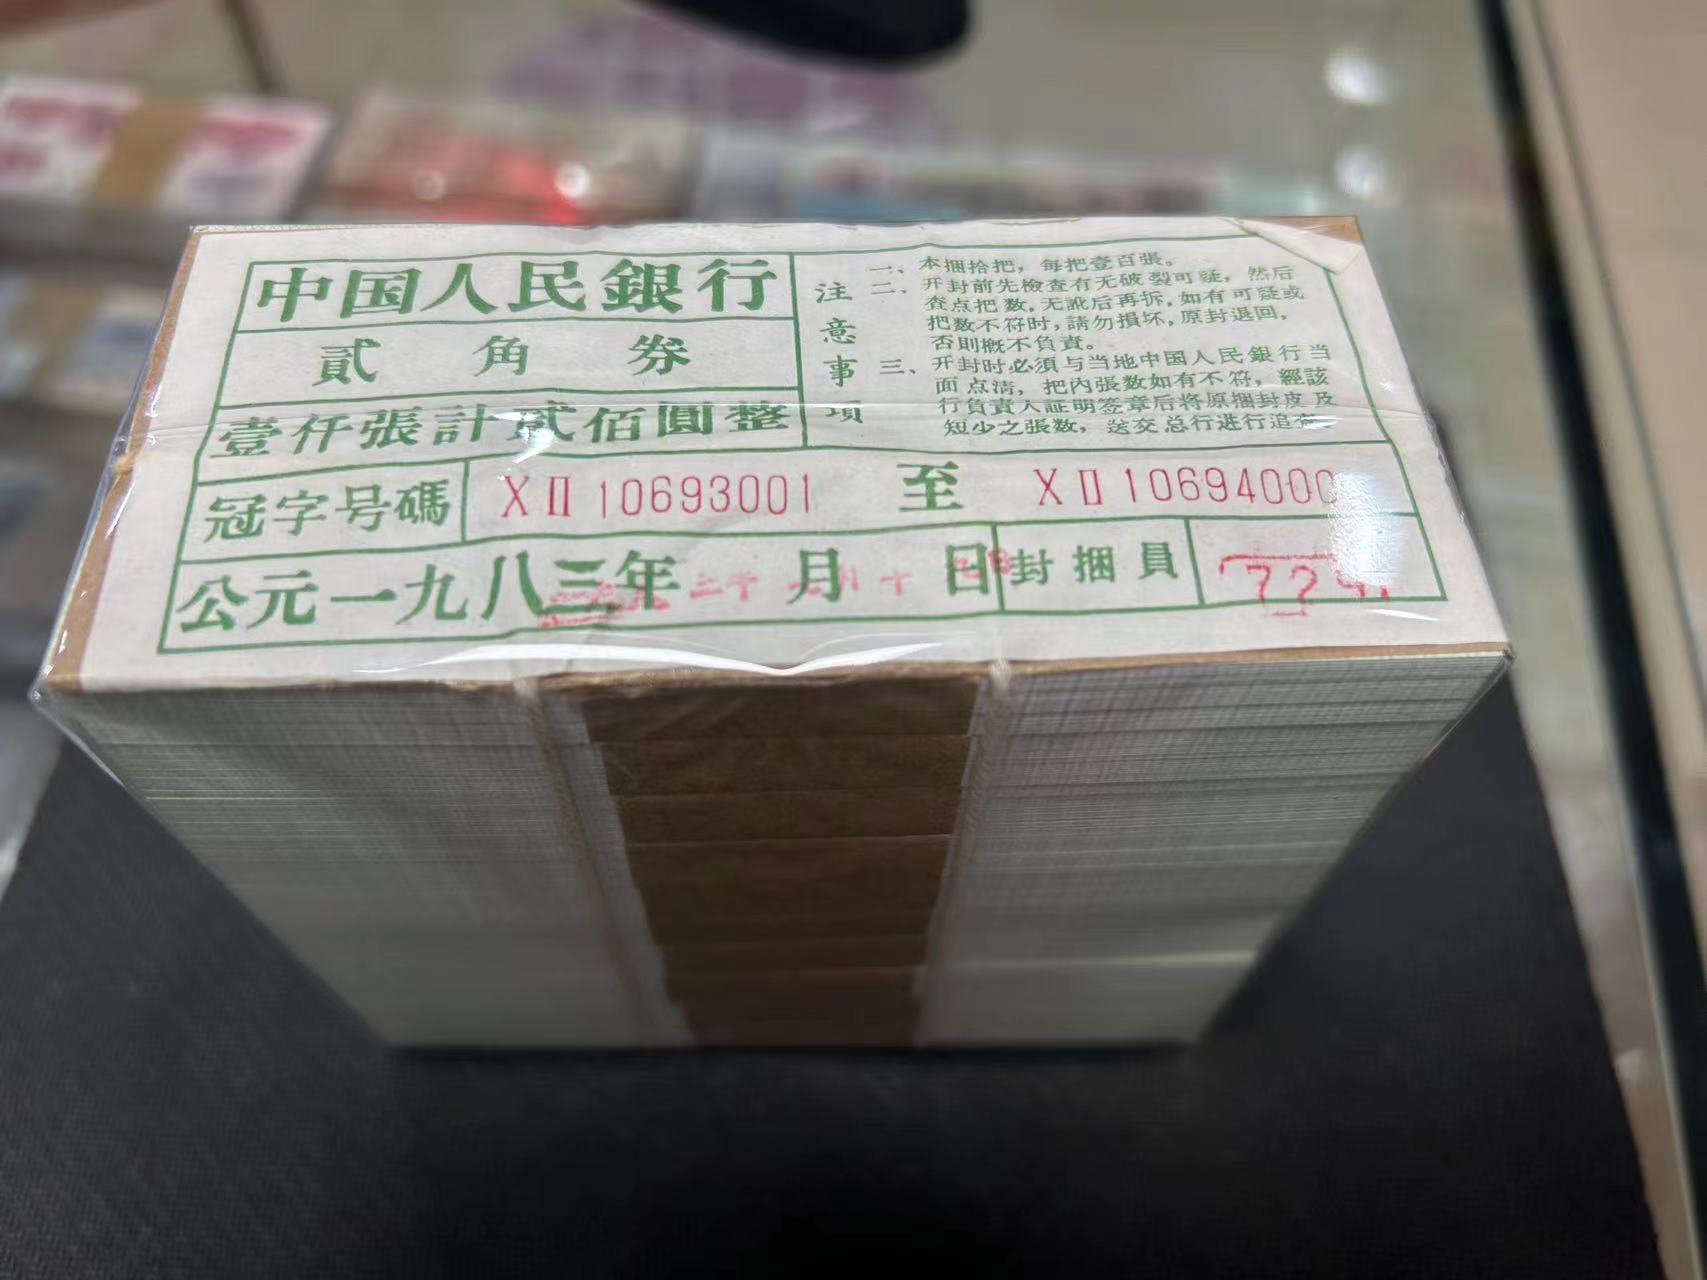 中国人民銀行
貳角券
壹仟張計貳佰圓整
注意事項
一、本捆拾把，每把壹百張。
二、开封前先檢查有无破裂可疑，然后
查点把数，无訛后再拆，如有可疑或
把数不符时，請勿損坏，原封退回，
否則概不負責。
三、开封时必須与当地中国人民銀行当
面点清，把内張数如有不符，經該
行負責人証明签章后将原捆封皮及
短少之張数，送交总行进行追查
冠字号碼
XⅡ10693001 至 XⅡ10694000
公元一九八三年 月 日
封捆員